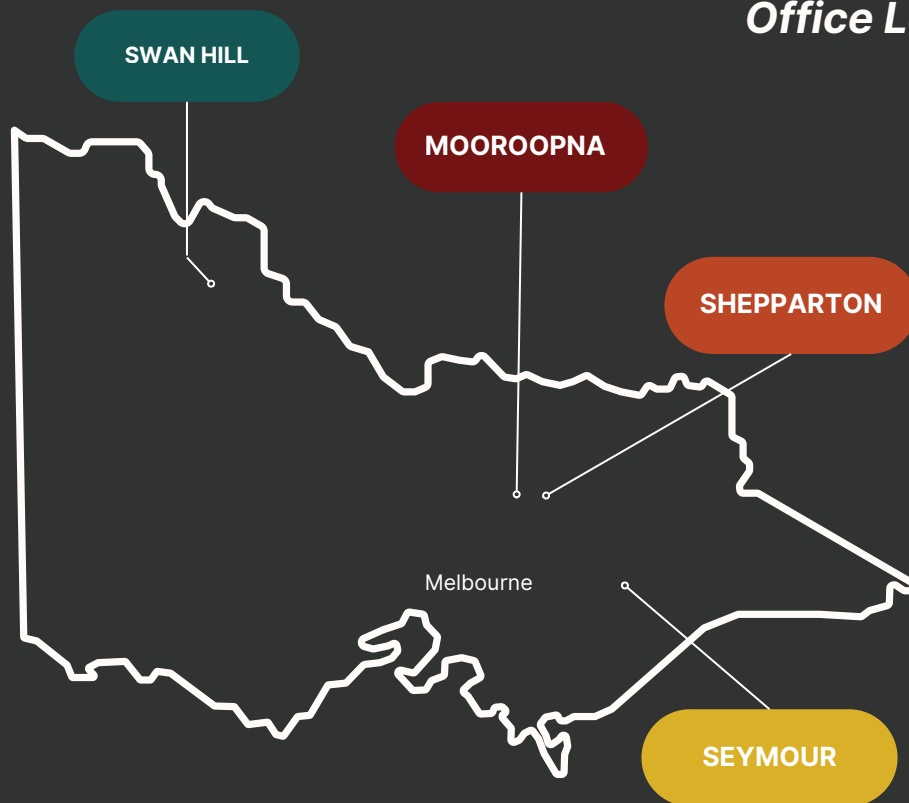 Office L
SWAN HILL
MOOROOPNA
SHEPPARTON
Melbourne
SEYMOUR